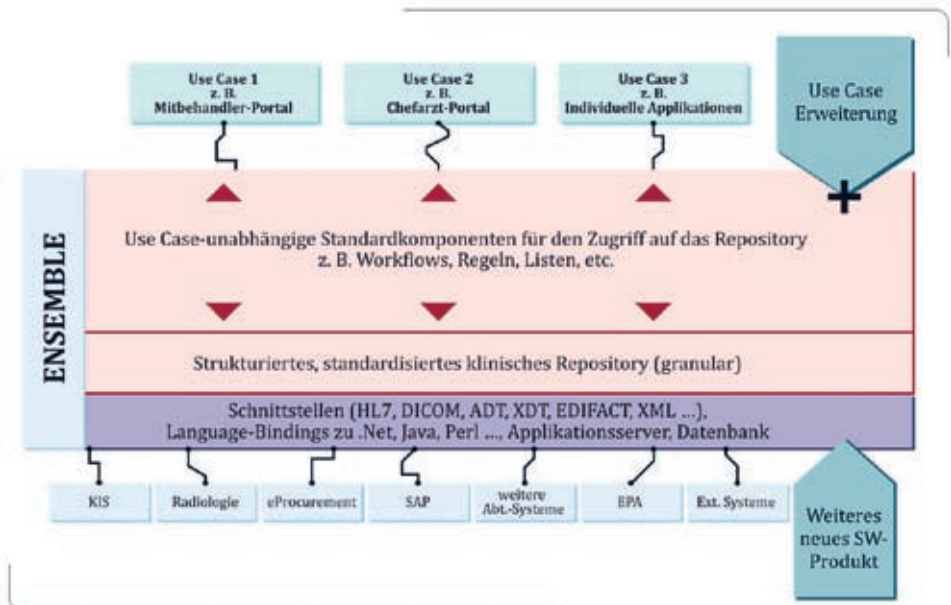 Use Case 1
z. B.
Mitbehandler-Portal
Use Case 2
z. B.
Chefarzt-Portal
Use Case 3
z. B.
Individuelle Applikationen
Use Case
Erweiterung
ENSEMBLE
Use Case-unabhängige Standardkomponenten für den Zugriff auf das Repository
z. B. Workflows, Regeln, Listen, etc.
Strukturiertes, standardisiertes klinisches Repository (granular)
Schnittstellen (HL7, DICOM, ADT, XDT, EDIFACT, XML ...),
Language-Bindings zu .Net, Java, Perl ..., Applikationsserver, Datenbank
KIS
Radiologie
eProcurement
SAP
weitere
Abt.-Systeme
EPA
Ext. Systeme
Weiteres
neues SW-
Produkt